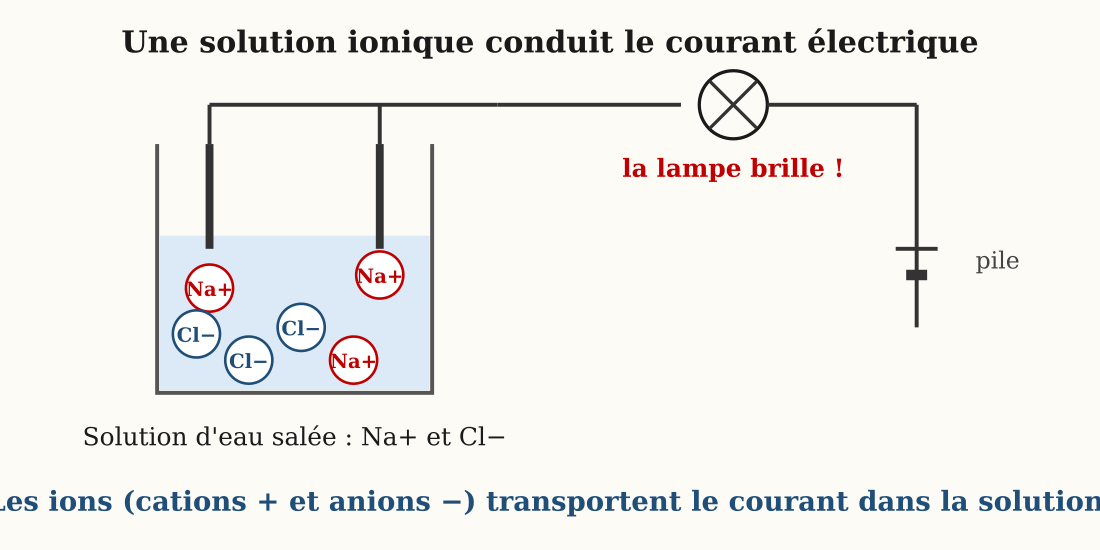 Une solution ionique conduit le courant électrique
la lampe brille !
pile
Na+
Na+
Cl−
Cl−
Cl−
Na+
Solution d'eau salée : Na+ et Cl−
Les ions (cations + et anions −) transportent le courant dans la solution